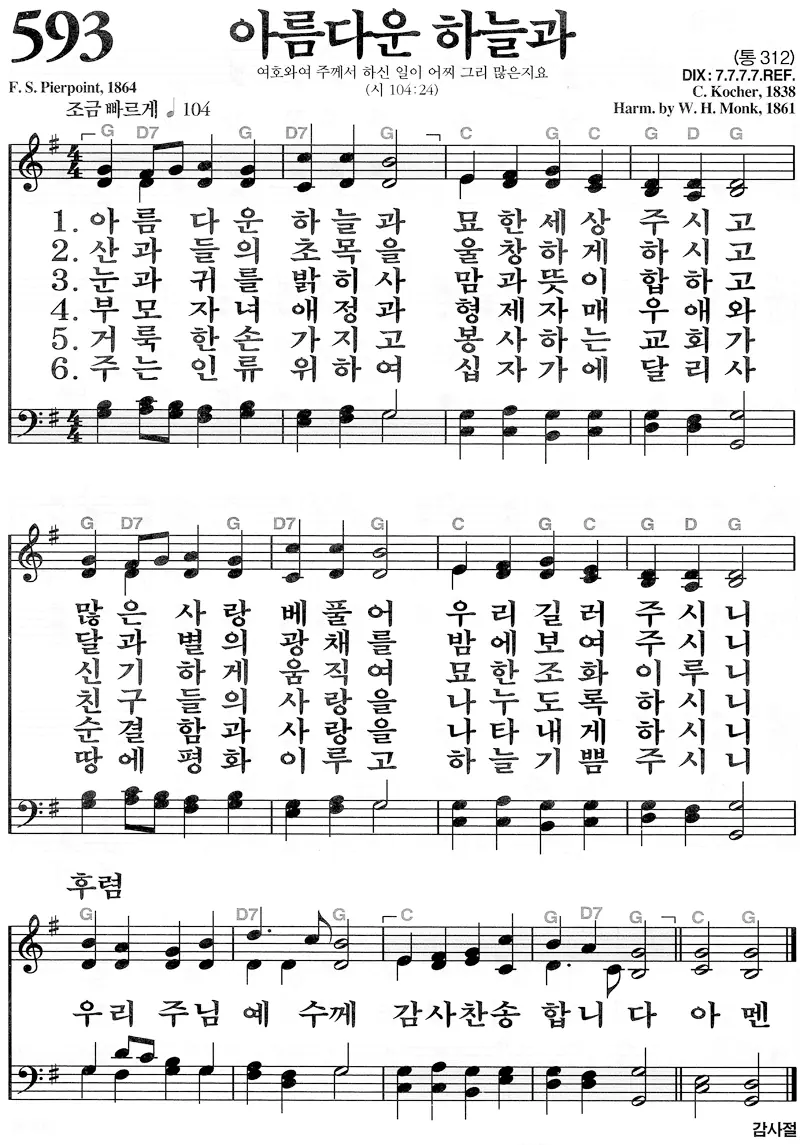 593 아름다운 하늘과
(통 312)
여호와여 주께서 하신 일이 어찌 그리 많은지요
DIX : 7.7.7.7.REF.
F. S. Pierpoint, 1864
(시 104:24)
C. Kocher, 1838
조금 빠르게 ♩ 104
Harm. by W. H. Monk, 1861
G D7 G D7 G C G C G D G
1. 아 름 다 운 하 늘 과 묘 한 세 상 주 시 고
2. 산 과 들 의 초 목 을 울 창 하 게 하 시 고
3. 눈 과 귀 를 밝 히 사 맘 과 뜻 이 합 하 고
4. 부 모 자 녀 애 정 과 형 제 자 매 우 애 와
5. 거 룩 한 손 가 지 고 봉 사 하 는 교 회 가
6. 주 는 인 류 위 하 여 십 자 가 에 달 리 사
G D7 G D7 G C G C G D G
많 은 사 랑 베 풀 어 우 리 길 러 주 시 니
달 과 별 의 광 채 를 밤 에 보 여 주 시 니
신 기 하 게 움 직 여 묘 한 조 화 이 루 니
친 구 들 의 사 랑 을 나 누 도 록 하 시 니
순 결 함 과 사 랑 을 나 타 내 게 하 시 니
땅 에 평 화 이 루 고 하 늘 기 쁨 주 시 니
후렴
G D7 G C G D7 G C G
우 리 주 님 예 수 께 감 사 찬 송 합 니 다 아 멘
감사절